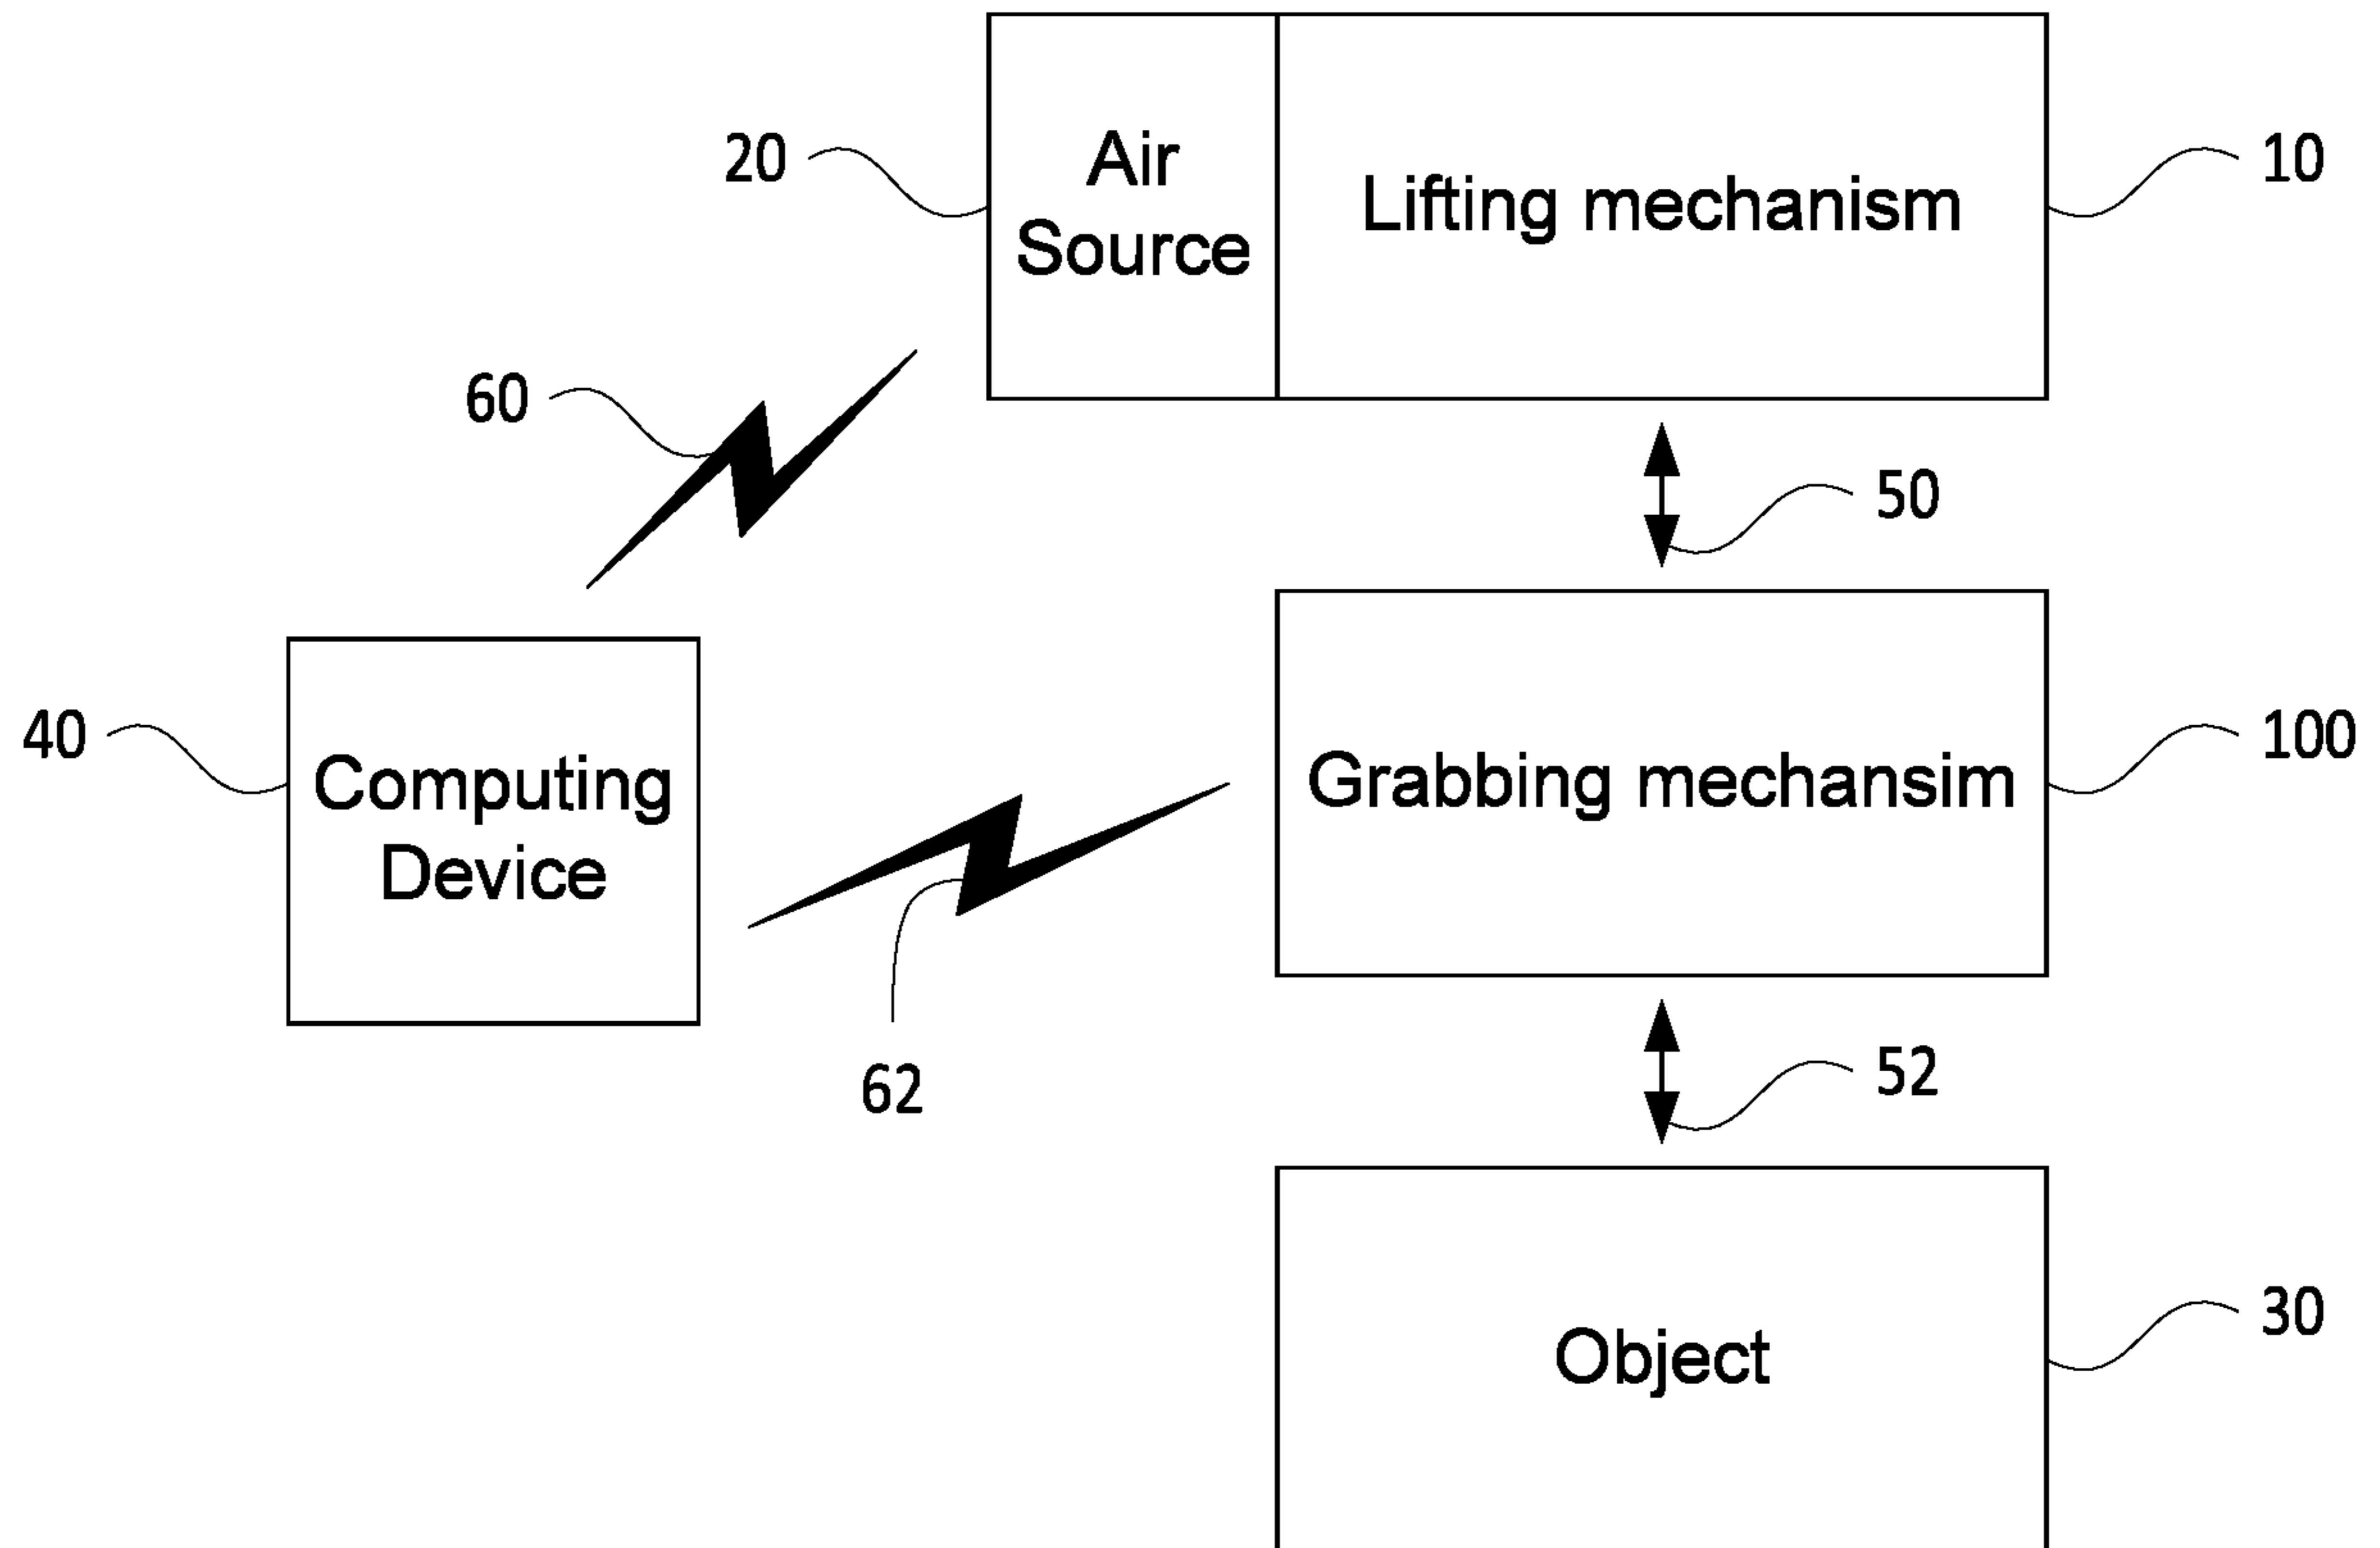 20
Air
Source
Lifting mechanism
10
60
50
40
Computing
Device
Grabbing mechansim
100
62
52
Object
30